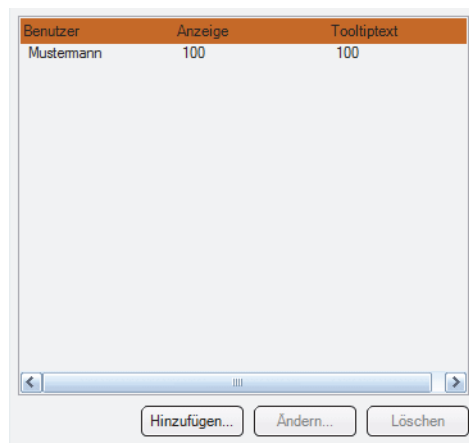 Benutzer Anzeige Tooltiptext
Mustermann 100 100
Hinzufügen... Ändern... Löschen